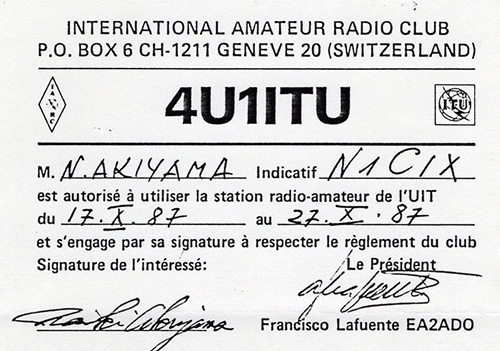 INTERNATIONAL AMATEUR RADIO CLUB
P.O. BOX 6 CH-1211 GENEVE 20 (SWITZERLAND)
IARC
4U1ITU
ITU
M. N.AKIYAMA Indicatif N1CIX
est autorisé à utiliser la station radio-amateur de l'UIT
du 17.X.87 au 27.X.87
et s'engage par sa signature à respecter le règlement du club
Signature de l'intéressé: Le Président
Francisco Lafuente EA2ADO